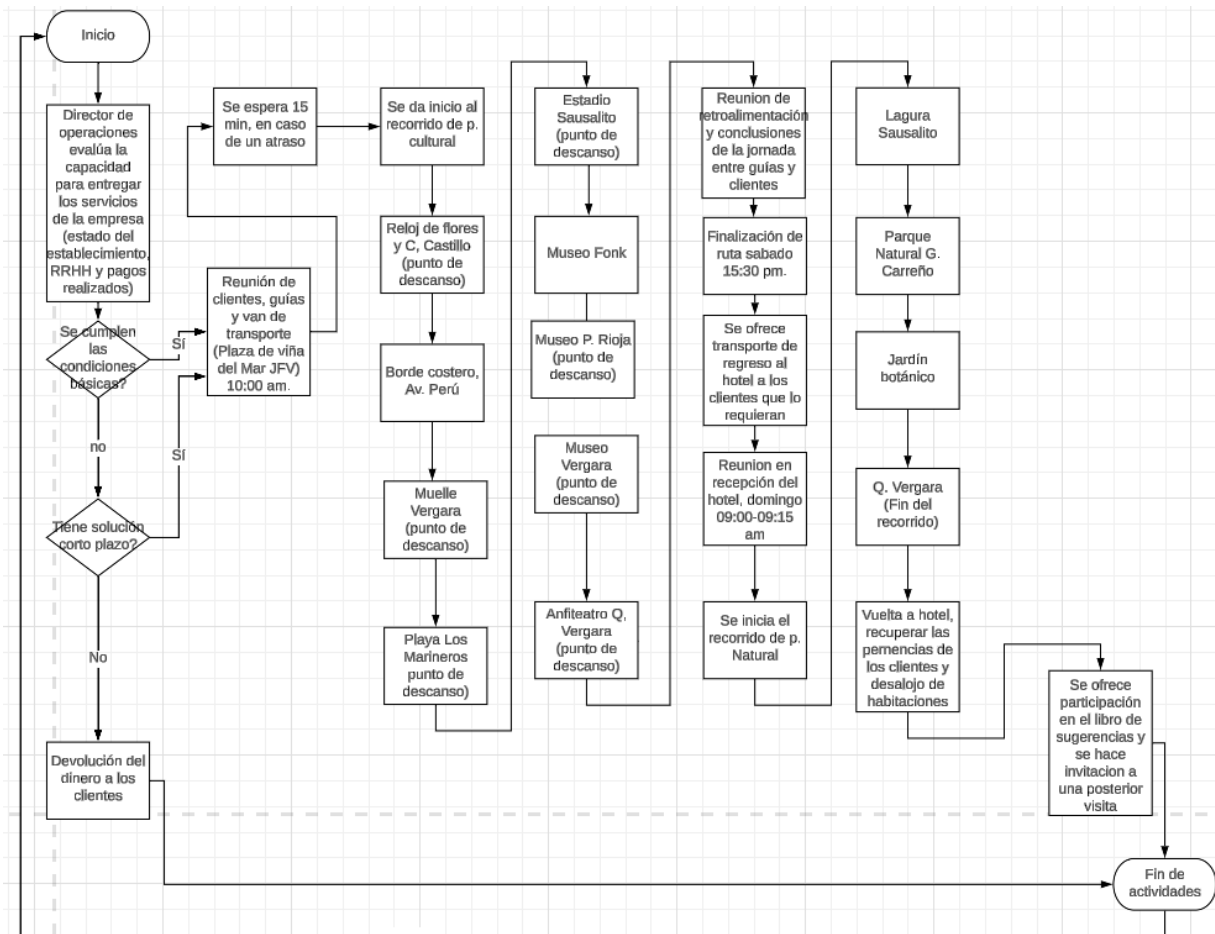 Inicio
Director de
operaciones
evalúa la
capacidad
para entregar
los servicios
de la empresa
(estado del
establecimiento,
RRHH y pagos
realizados)
Se cumplen
las
condiciones
básicas?
Sí
no
Tiene solución
corto plazo?
Sí
No
Devolución del
dinero a los
clientes
Reunión de
clientes, guías
y van de
transporte
(Plaza de viña
del Mar JFV)
10:00 am.
Se espera 15
min, en caso
de un atraso
Se da inicio al
recorrido de p.
cultural
Reloj de flores
y C, Castillo
(punto de
descanso)
Borde costero,
Av. Perú
Muelle
Vergara
(punto de
descanso)
Playa Los
Marineros
punto de
descanso)
Estadio
Sausalito
(punto de
descanso)
Museo Fonk
Museo P. Rioja
(punto de
descanso)
Museo
Vergara
(punto de
descanso)
Anfiteatro Q,
Vergara
(punto de
descanso)
Reunion de
retroalimentación
y conclusiones
de la jornada
entre guías y
clientes
Finalización de
ruta sabado
15:30 pm.
Se ofrece
transporte de
regreso al
hotel a los
clientes que lo
requieran
Reunion en
recepción del
hotel, domingo
09:00-09:15
am
Se inicia el
recorrido de p.
Natural
Lagura
Sausalito
Parque
Natural G.
Carreño
Jardín
botánico
Q. Vergara
(Fin del
recorrido)
Vuelta a hotel,
recuperar las
pernencias de
los clientes y
desalojo de
habitaciones
Se ofrece
participación
en el libro de
sugerencias y
se hace
invitacion a
una posterior
visita
Fin de
actividades